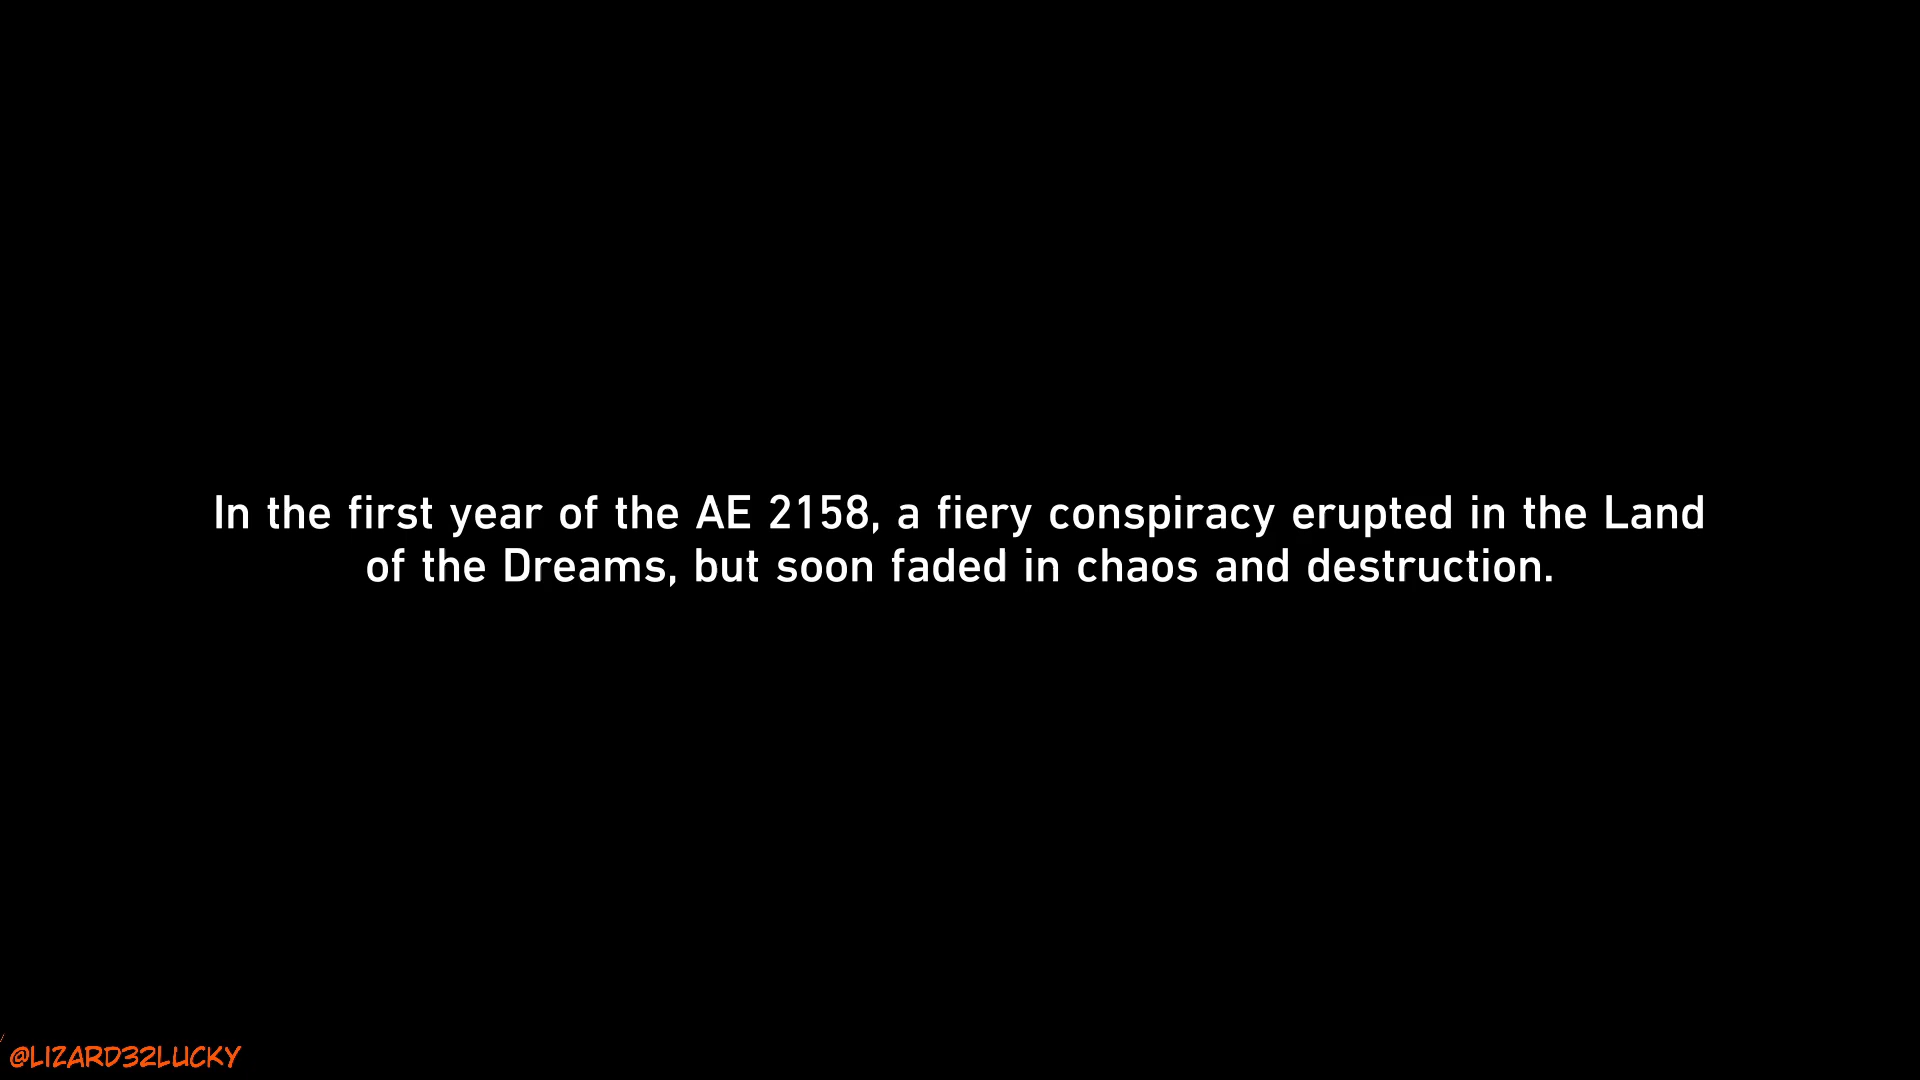 In the first year of the AE 2158, a fiery conspiracy erupted in the Land
of the Dreams, but soon faded in chaos and destruction.
@LIZARD32LUCKY